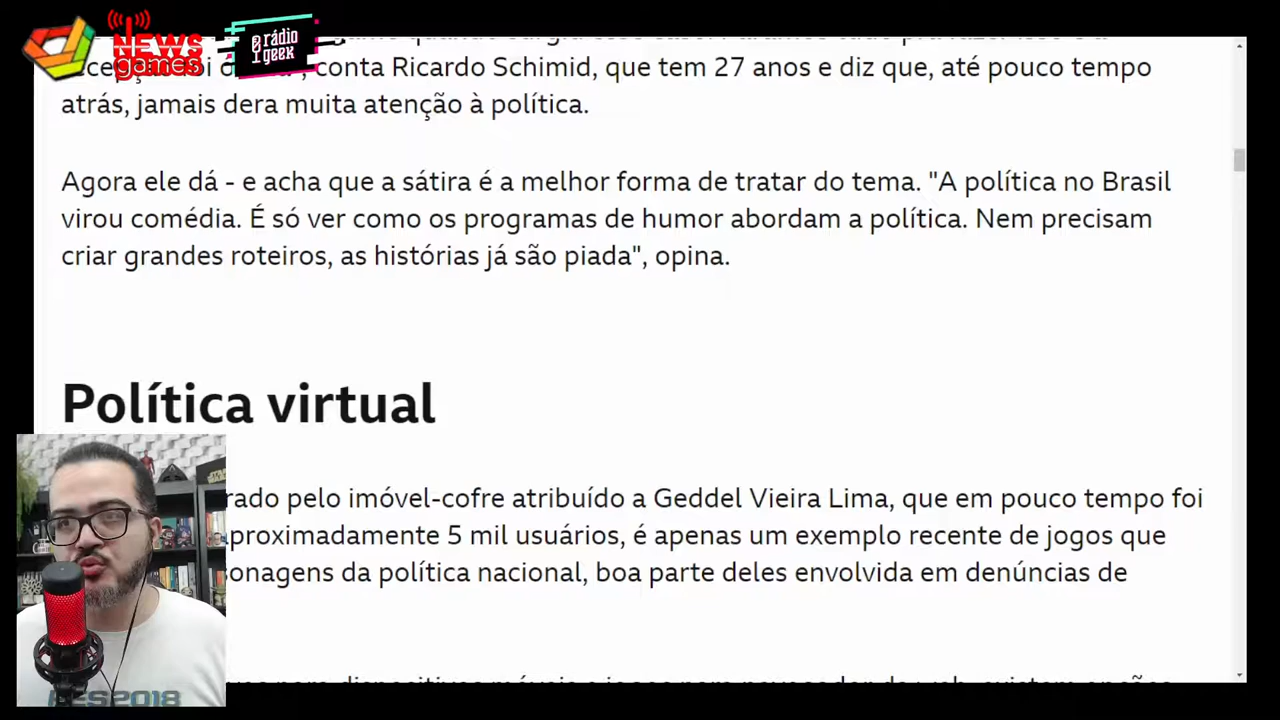 NEWS
games
rádio
geek
conta Ricardo Schimid, que tem 27 anos e diz que, até pouco tempo
atrás, jamais dera muita atenção à política.
Agora ele dá - e acha que a sátira é a melhor forma de tratar do tema. "A política no Brasil
virou comédia. É só ver como os programas de humor abordam a política. Nem precisam
criar grandes roteiros, as histórias já são piada", opina.
Política virtual
rado pelo imóvel-cofre atribuído a Geddel Vieira Lima, que em pouco tempo foi
proximadamente 5 mil usuários, é apenas um exemplo recente de jogos que
sonagens da política nacional, boa parte deles envolvida em denúncias de
PES2018